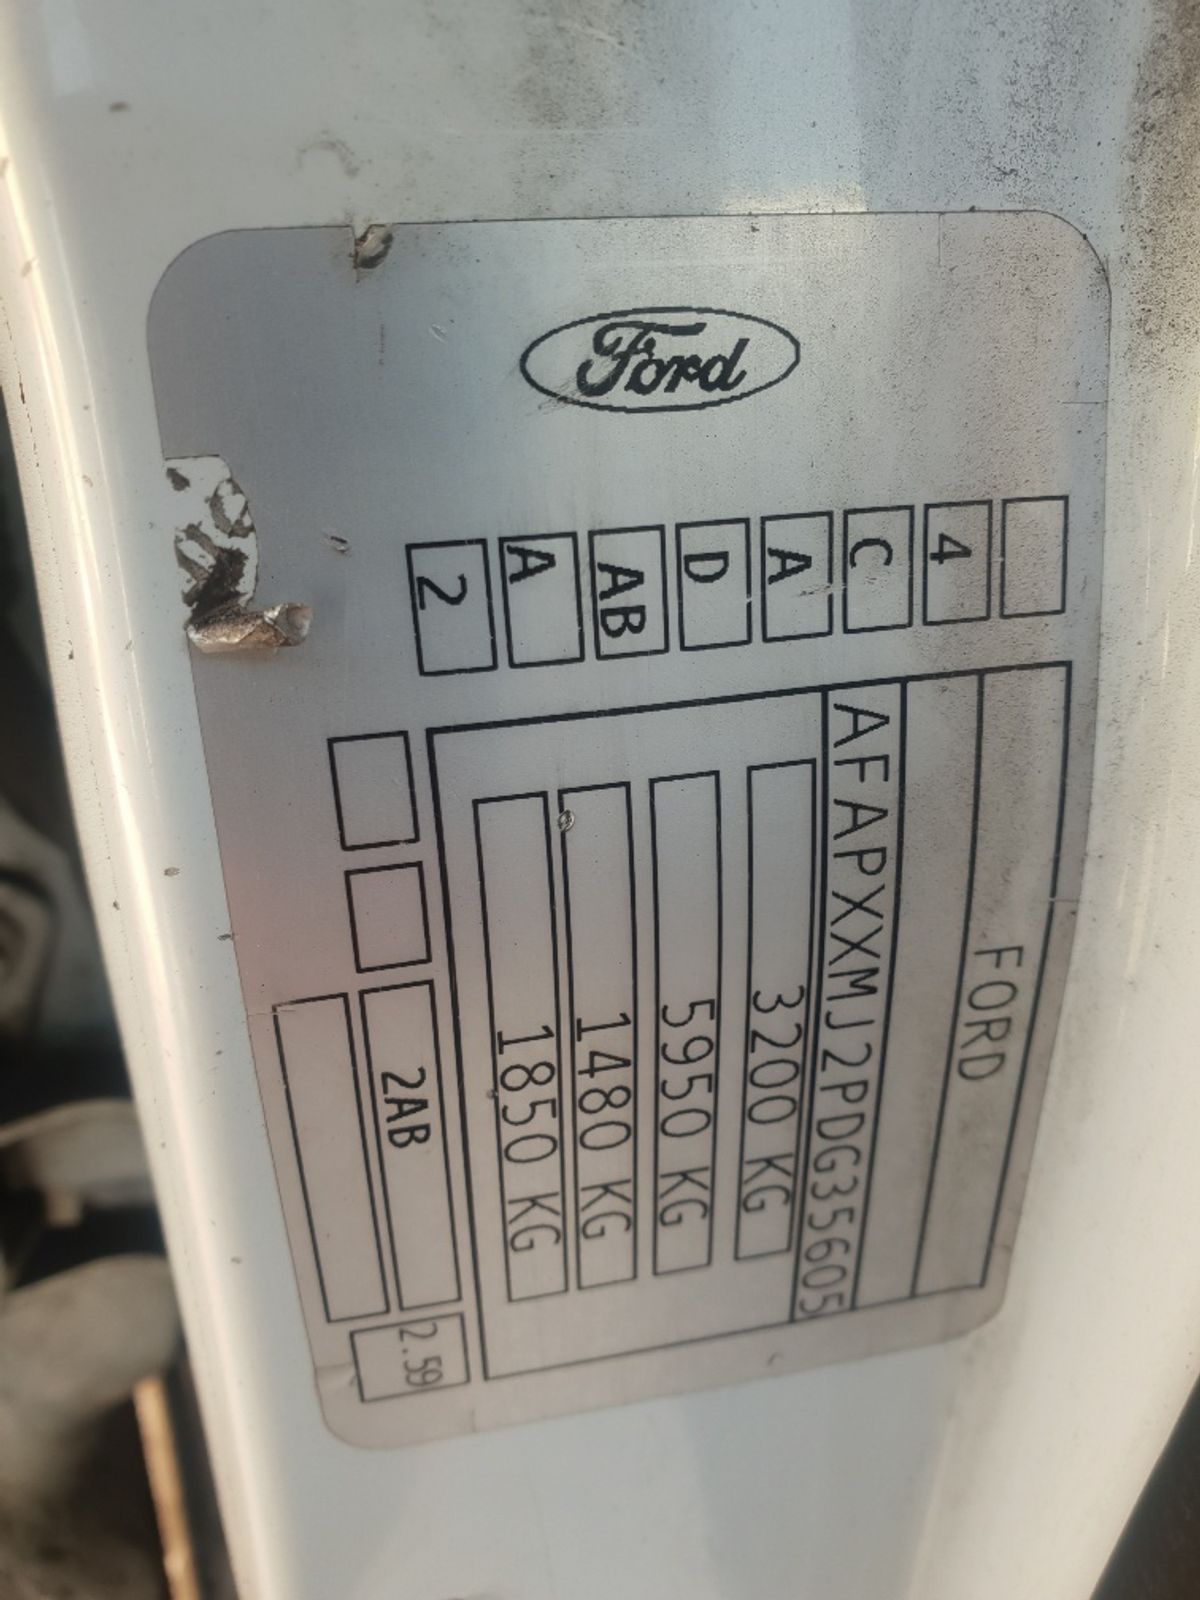 Ford
2
A
AB
D
A
C
4
FORD
AFAPXXMJ2PDG35605
3200 KG
5950 KG
1480 KG
1850 KG
2AB
2.59